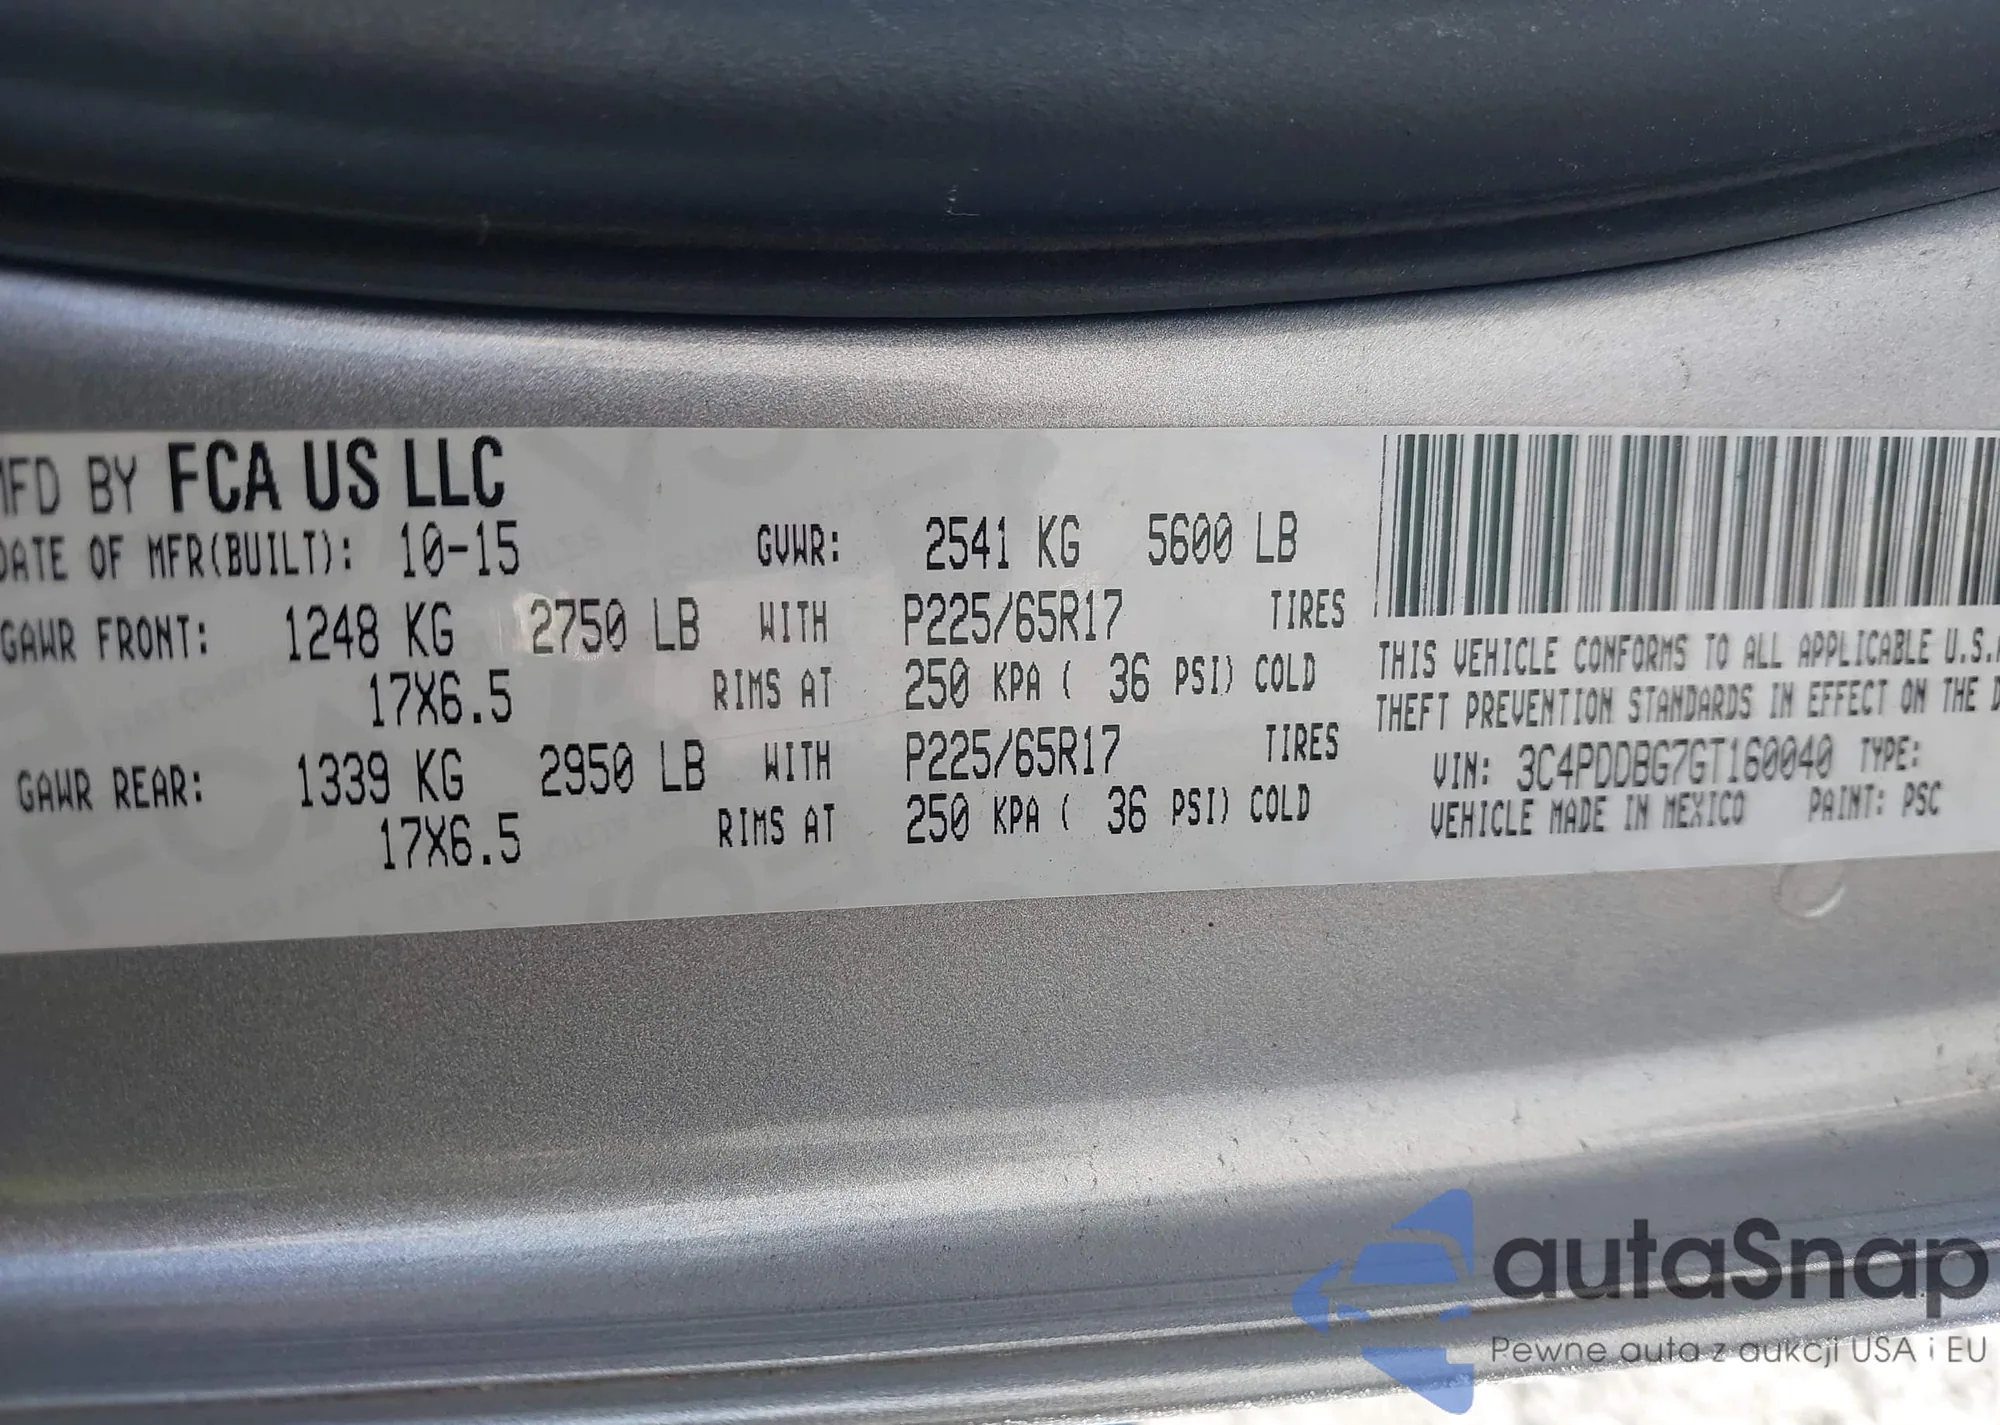 MFD BY FCA US LLC
DATE OF MFR(BUILT): 10-15 GVWR: 2541 KG 5600 LB
GAWR FRONT: 1248 KG 2750 LB WITH P225/65R17 TIRES
17X6.5 RIMS AT 250 KPA ( 36 PSI) COLD
GAWR REAR: 1339 KG 2950 LB WITH P225/65R17 TIRES
17X6.5 RIMS AT 250 KPA ( 36 PSI) COLD
THIS VEHICLE CONFORMS TO ALL APPLICABLE U.S.
THEFT PREVENTION STANDARDS IN EFFECT ON THE D
VIN: 3C4PDDBG7GT160040 TYPE:
VEHICLE MADE IN MEXICO PAINT: PSC
autaSnap
Pewne auta z aukcji USA i EU